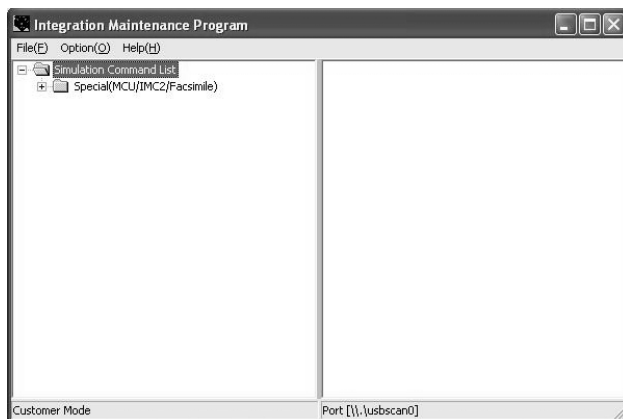 Integration Maintenance Program
File(F) Option(O) Help(H)
Simulation Command List
Special(MCU/IMC2/Facsimile)
Customer Mode Port [\\.\usbscan0]